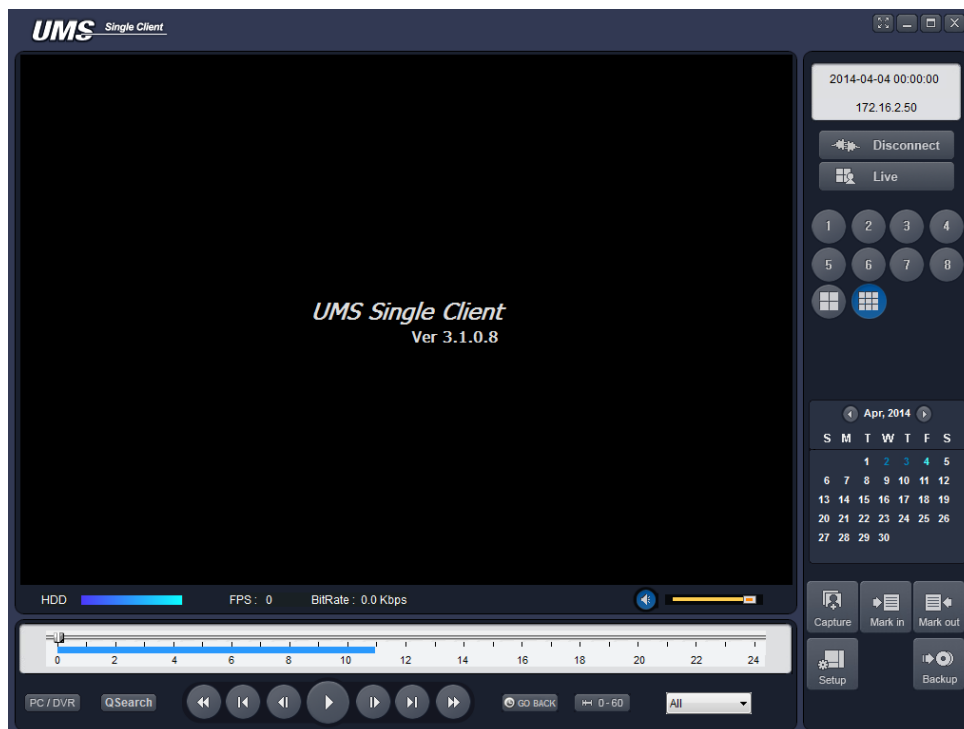 UMS Single Client
2014-04-04 00:00:00
172.16.2.50
Disconnect
Live
1 2 3 4
5 6 7 8
UMS Single Client
Ver 3.1.0.8
Apr, 2014
S M T W T F S
1 2 3 4 5
6 7 8 9 10 11 12
13 14 15 16 17 18 19
20 21 22 23 24 25 26
27 28 29 30
HDD FPS : 0 BitRate : 0.0 Kbps
Capture Mark in Mark out
0 2 4 6 8 10 12 14 16 18 20 22 24
Setup Backup
PC / DVR QSearch GO BACK 0 - 60 All